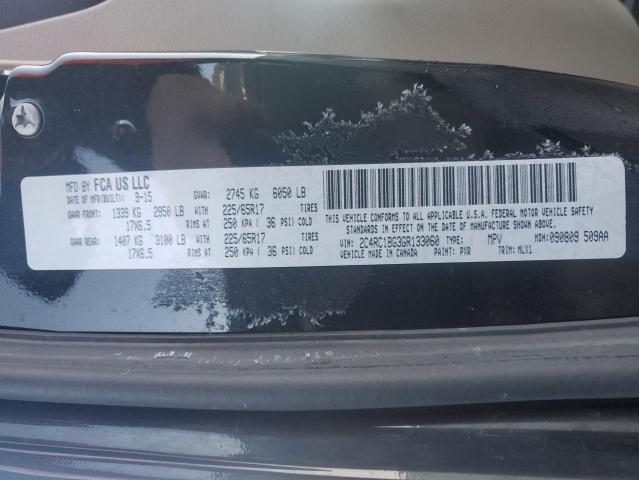 MFD BY FCA US LLC
DATE OF MFR(BUILT): 9-15 GVWR: 2745 KG 6050 LB
GAWR FRONT: 1339 KG 2950 LB WITH 225/65R17 TIRES
17X6.5 RIMS AT 250 KPA ( 36 PSI) COLD
GAWR REAR: 1407 KG 3100 LB WITH 225/65R17 TIRES
17X6.5 RIMS AT 250 KPA ( 36 PSI) COLD
THIS VEHICLE CONFORMS TO ALL APPLICABLE U.S.A. FEDERAL MOTOR VEHICLE SAFETY
STANDARDS IN EFFECT ON THE DATE OF MANUFACTURE SHOWN ABOVE.
VIN: 2C4RC1BG3GR133060 TYPE: MPV MDH: 090809 509AA
VEHICLE MADE IN CANADA PAINT: PXR TRIM: MLX1